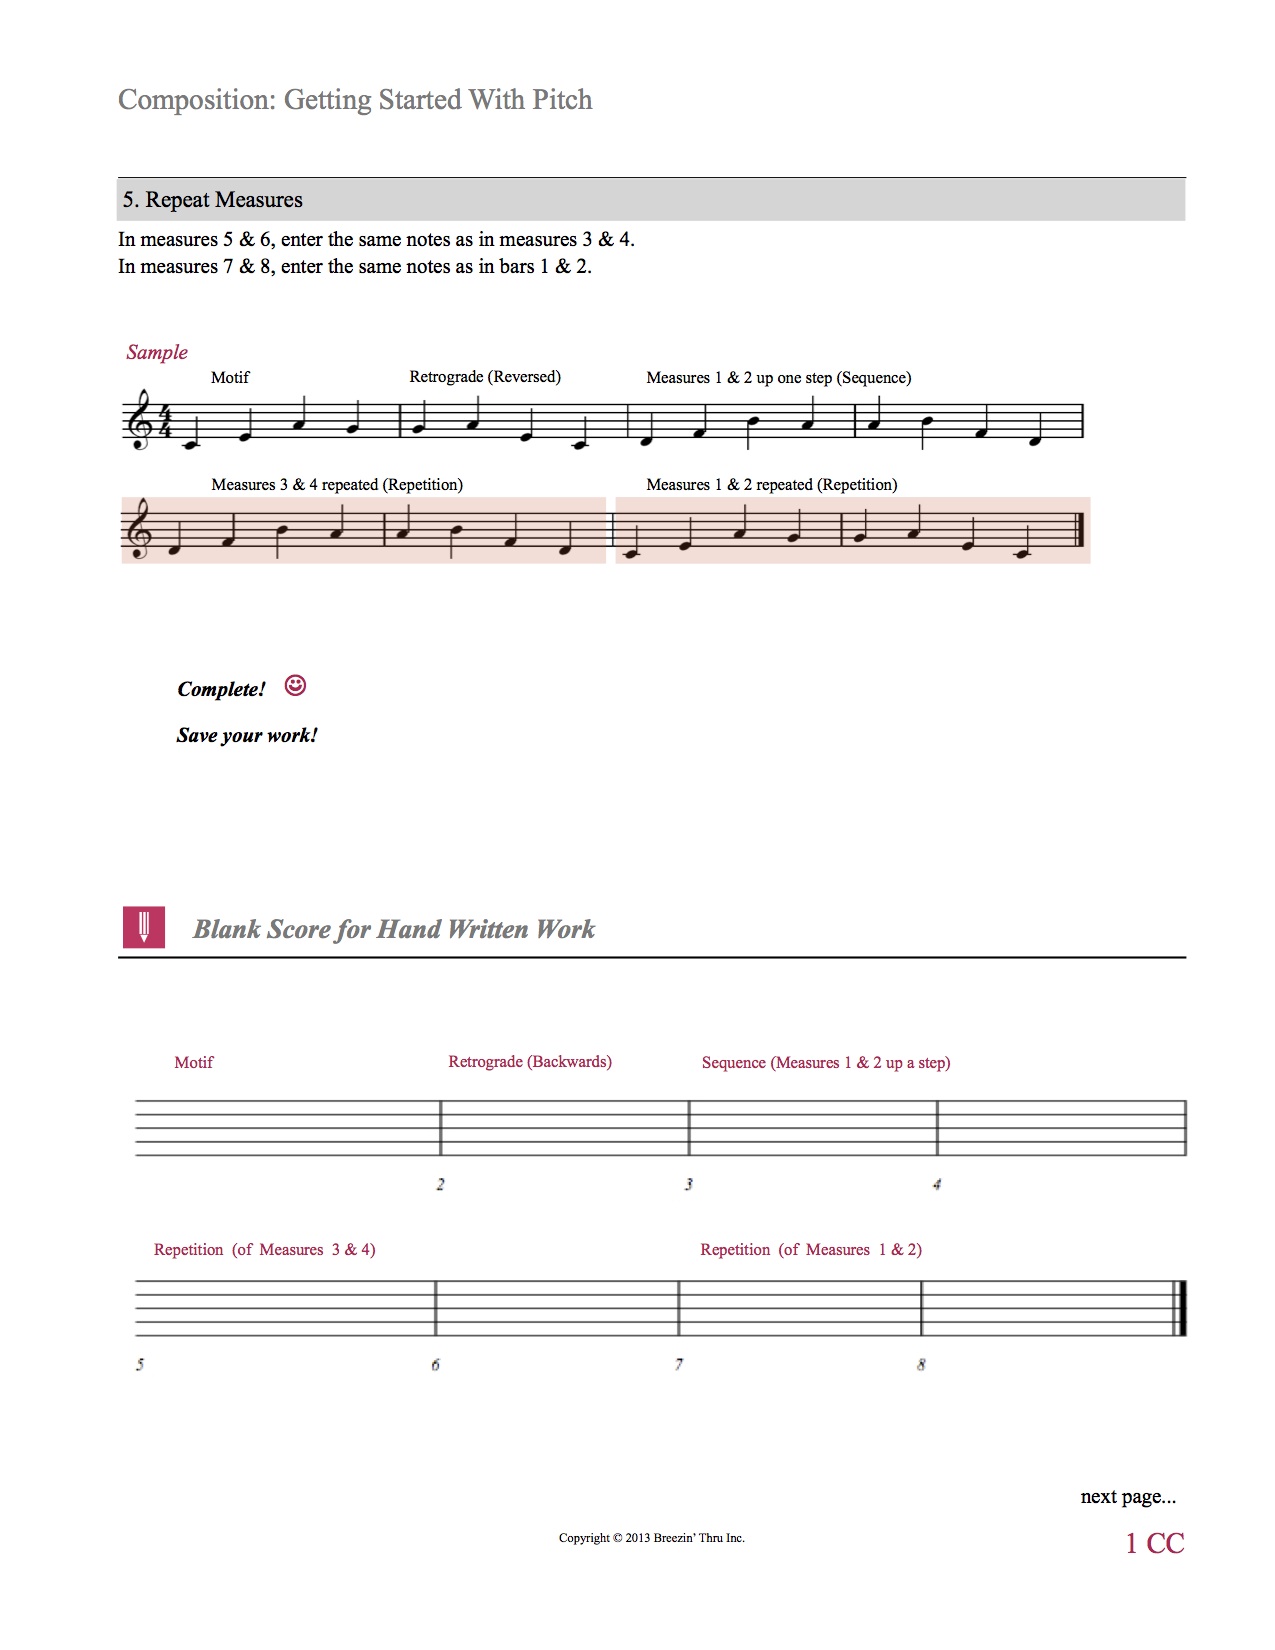 Composition: Getting Started With Pitch
5. Repeat Measures
In measures 5 & 6, enter the same notes as in measures 3 & 4.
In measures 7 & 8, enter the same notes as in bars 1 & 2.
Sample
Motif Retrograde (Reversed) Measures 1 & 2 up one step (Sequence)
4
4
Measures 3 & 4 repeated (Repetition) Measures 1 & 2 repeated (Repetition)
Complete!
Save your work!
Blank Score for Hand Written Work
Motif Retrograde (Backwards) Sequence (Measures 1 & 2 up a step)
2 3 4
Repetition (of Measures 3 & 4) Repetition (of Measures 1 & 2)
5 6 7 8
next page...
Copyright © 2013 Breezin' Thru Inc.
1 CC